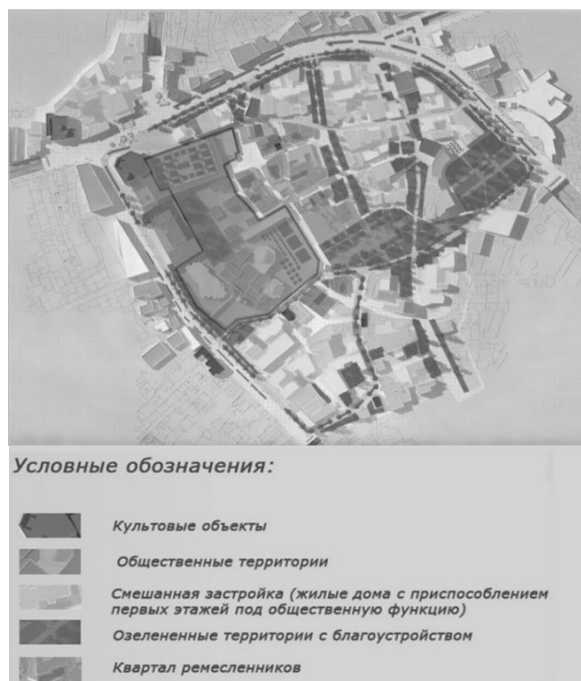 Условные обозначения:
Культовые объекты
Общественные территории
Смешанная застройка (жилые дома с приспособлением
первых этажей под общественную функцию)
Озелененные территории с благоустройством
Квартал ремесленников